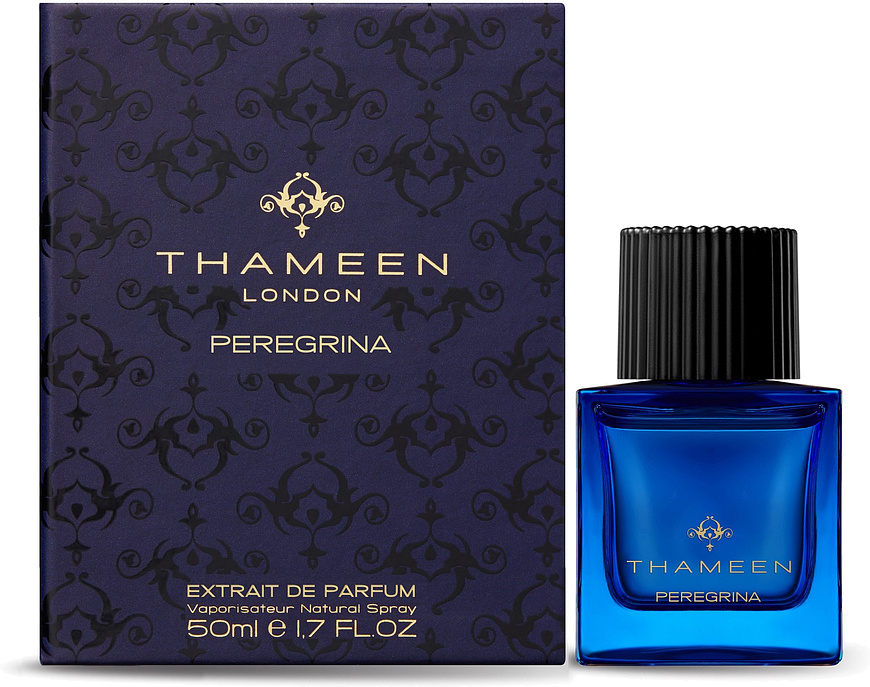 THAMEEN
LONDON
PEREGRINA
EXTRAIT DE PARFUM
Vaporisateur Natural Spray
50ml e 1,7 FL.OZ
THAMEEN
PEREGRINA